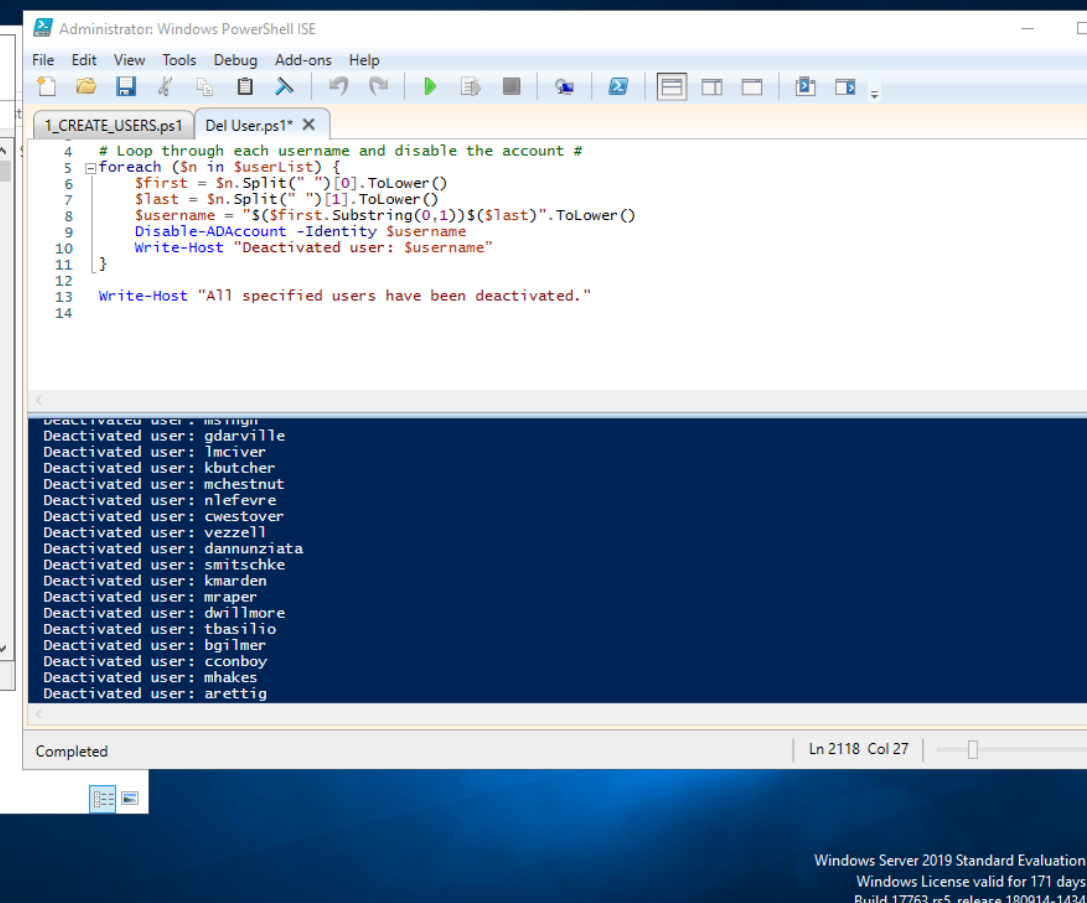 Administrator: Windows PowerShell ISE
File Edit View Tools Debug Add-ons Help
1_CREATE_USERS.ps1 Del User.ps1* X
4 # Loop through each username and disable the account #
5 foreach ($n in $userList) {
6 $first = $n.Split(" ")[0].ToLower()
7 $last = $n.Split(" ")[1].ToLower()
8 $username = "$($first.Substring(0,1))$($last)".ToLower()
9 Disable-ADAccount -Identity $username
10 Write-Host "Deactivated user: $username"
11 }
12
13 Write-Host "All specified users have been deactivated."
14
Deactivated user: msingh
Deactivated user: gdarville
Deactivated user: lmciver
Deactivated user: kbutcher
Deactivated user: mchestnut
Deactivated user: nlefevre
Deactivated user: cwestover
Deactivated user: vezzell
Deactivated user: dannunziata
Deactivated user: smitschke
Deactivated user: kmarden
Deactivated user: mraper
Deactivated user: dwillmore
Deactivated user: tbasilio
Deactivated user: bgilmer
Deactivated user: cconboy
Deactivated user: mhakes
Deactivated user: arettig
Completed
Ln 2118 Col 27
Windows Server 2019 Standard Evaluation
Windows License valid for 171 days
Build 17763.rs5_release.180914-1434